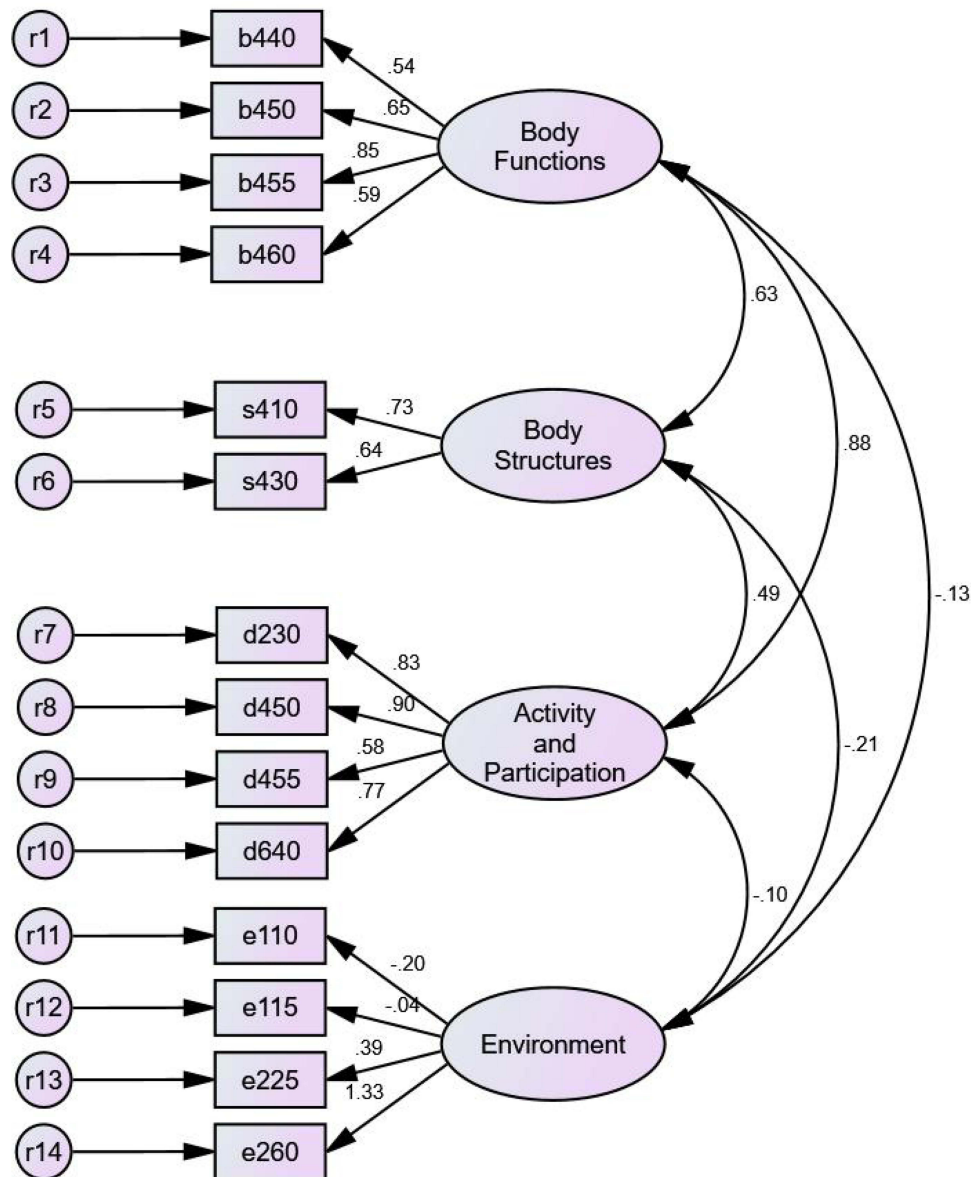 r1
b440
.54
r2
b450
.65
Body
Functions
r3
b455
.85
r4
b460
.59
.63
r5
s410
.73
Body
Structures
r6
s430
.64
.88
.49
-.13
r7
d230
.83
r8
d450
.90
Activity
and
Participation
r9
d455
.58
-.21
r10
d640
.77
-.10
r11
e110
-.20
r12
e115
-.04
Environment
r13
e225
.39
r14
e260
1.33